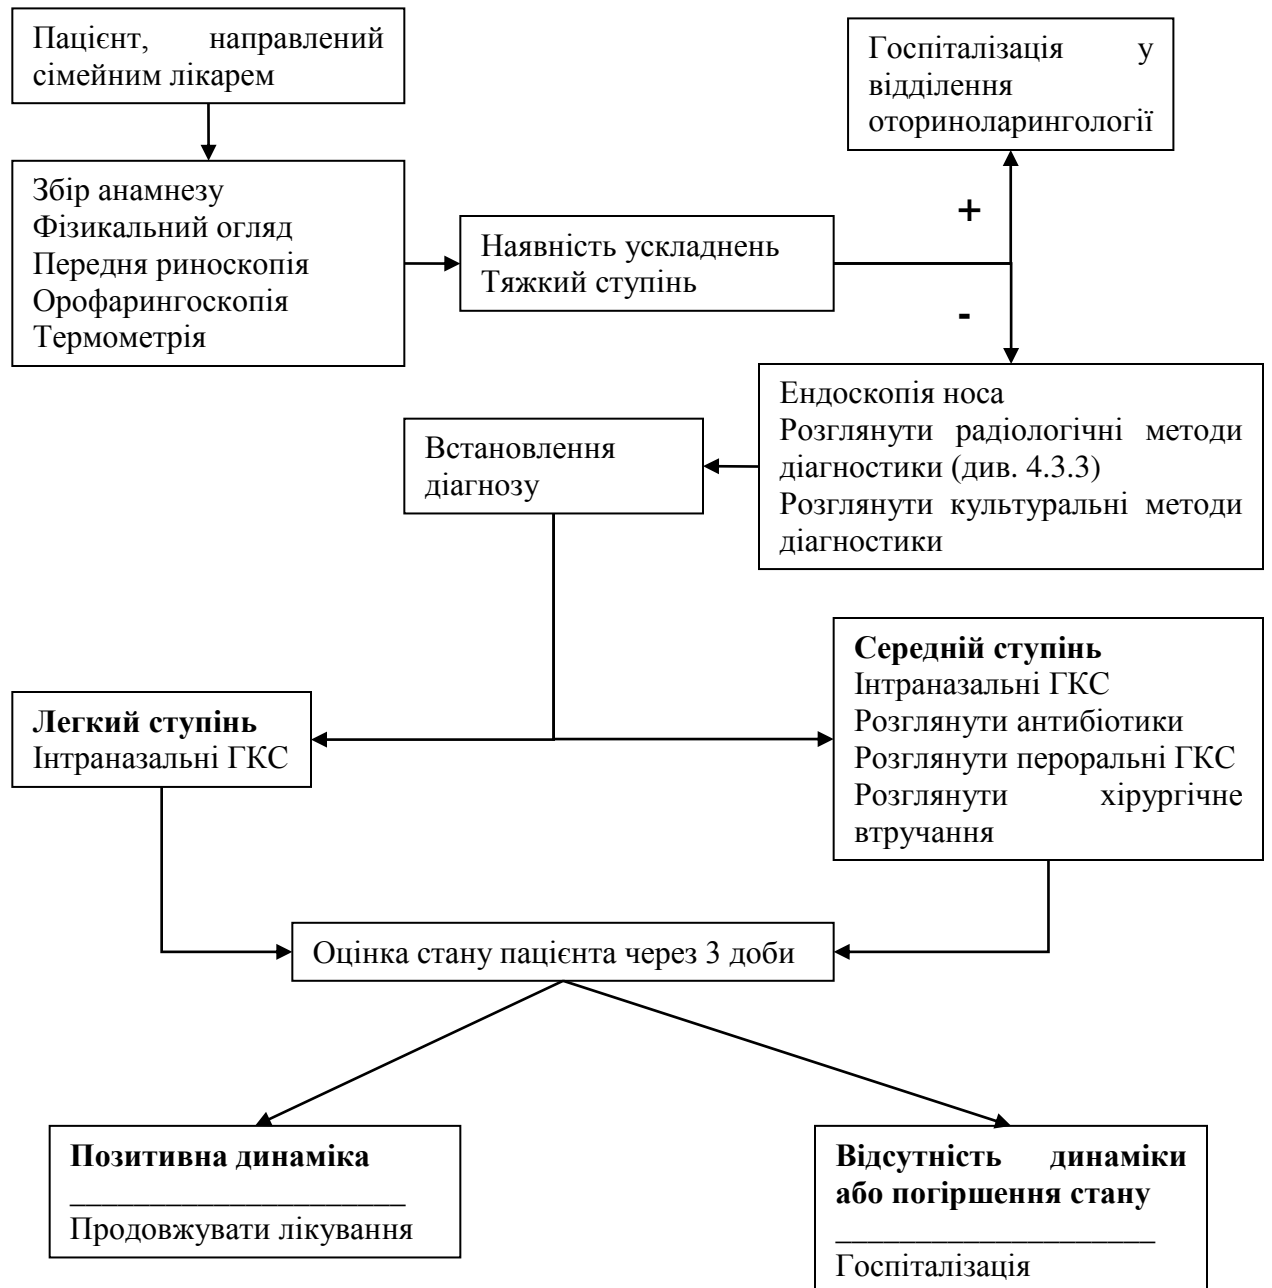 Пацієнт, направлений
сімейним лікарем
Госпіталізація у
відділення
оториноларингології
Збір анамнезу
Фізикальний огляд
Передня риноскопія
Орофарингоскопія
Термометрія
Наявність ускладнень
Тяжкий ступінь
+
-
Ендоскопія носа
Розглянути радіологічні методи
діагностики (див. 4.3.3)
Розглянути культуральні методи
діагностики
Встановлення
діагнозу
Легкий ступінь
Інтраназальні ГКС
Середній ступінь
Інтраназальні ГКС
Розглянути антибіотики
Розглянути пероральні ГКС
Розглянути хірургічне
втручання
Оцінка стану пацієнта через 3 доби
Позитивна динаміка
_____________________
Продовжувати лікування
Відсутність динаміки
або погіршення стану
____________________
Госпіталізація